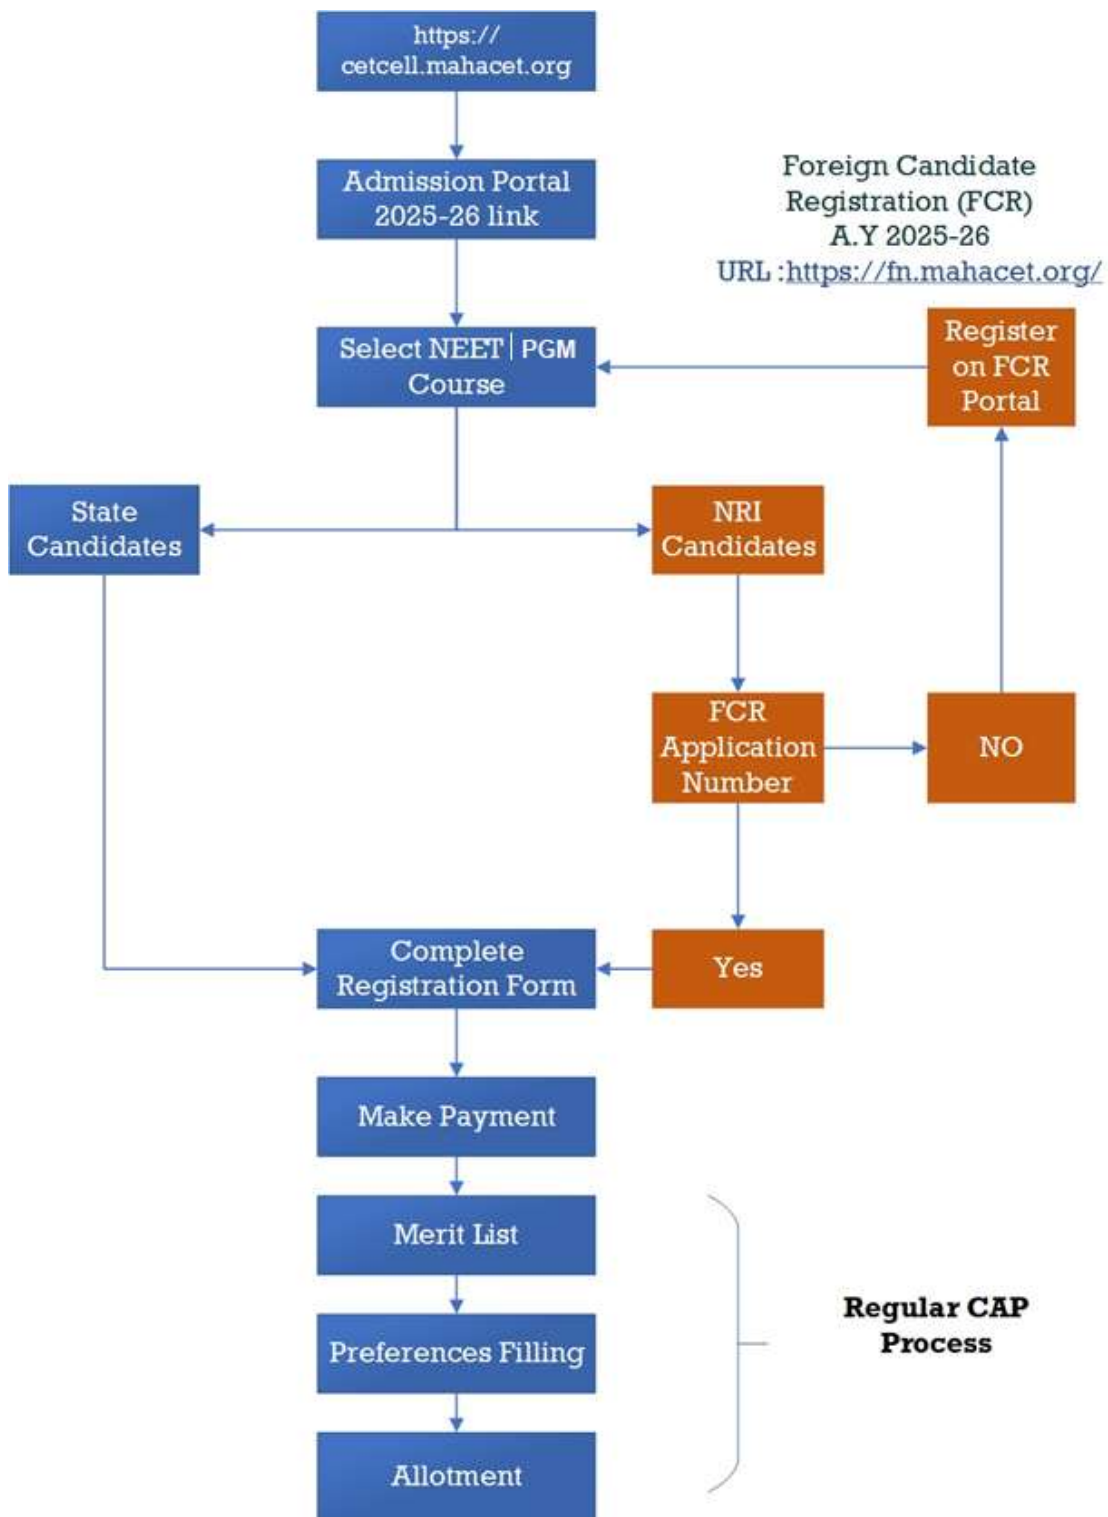 https://
cetcell.mahacet.org
Admission Portal
2025-26 link
Foreign Candidate
Registration (FCR)
A.Y 2025-26
URL :https://fn.mahacet.org/
Select NEET | PGM
Course
Register
on FCR
Portal
State
Candidates
NRI
Candidates
FCR
Application
Number
NO
Complete
Registration Form
Yes
Make Payment
Merit List
Preferences Filling
Allotment
Regular CAP
Process